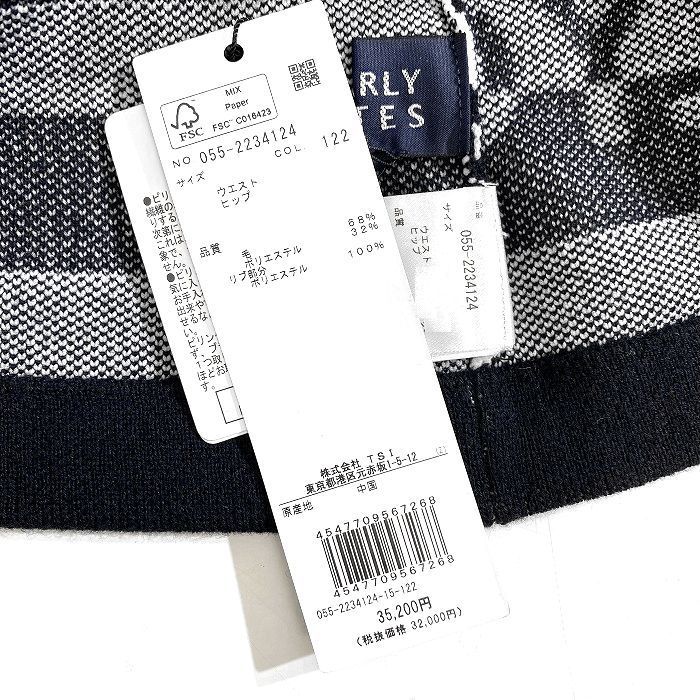 MIX
Paper
FSC
FSC™ C016423
NO 055-2234124 COL. 122
サイズ
ウエスト
ヒップ
品質
毛 68%
ポリエステル 32%
リブ部分
ポリエステル 100%
株式会社 TSI
東京都港区元赤坂1-5-12 (Z)
原産地 中国
4547709567268
4547709567268
055-2234124-15-122
35,200円
(税抜価格 32,000円)
RLY
TES
品番 055-2234124
サイズ
ウエスト
ヒップ
品質